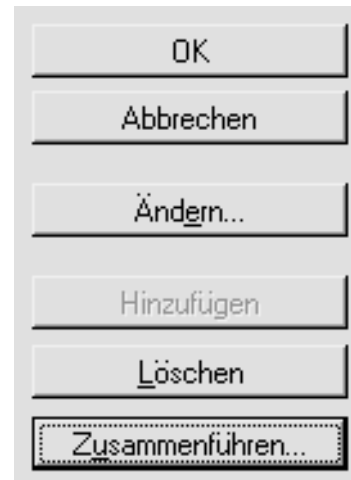 OK
Abbrechen
Ändern...
Hinzufügen
Löschen
Zusammenführen...